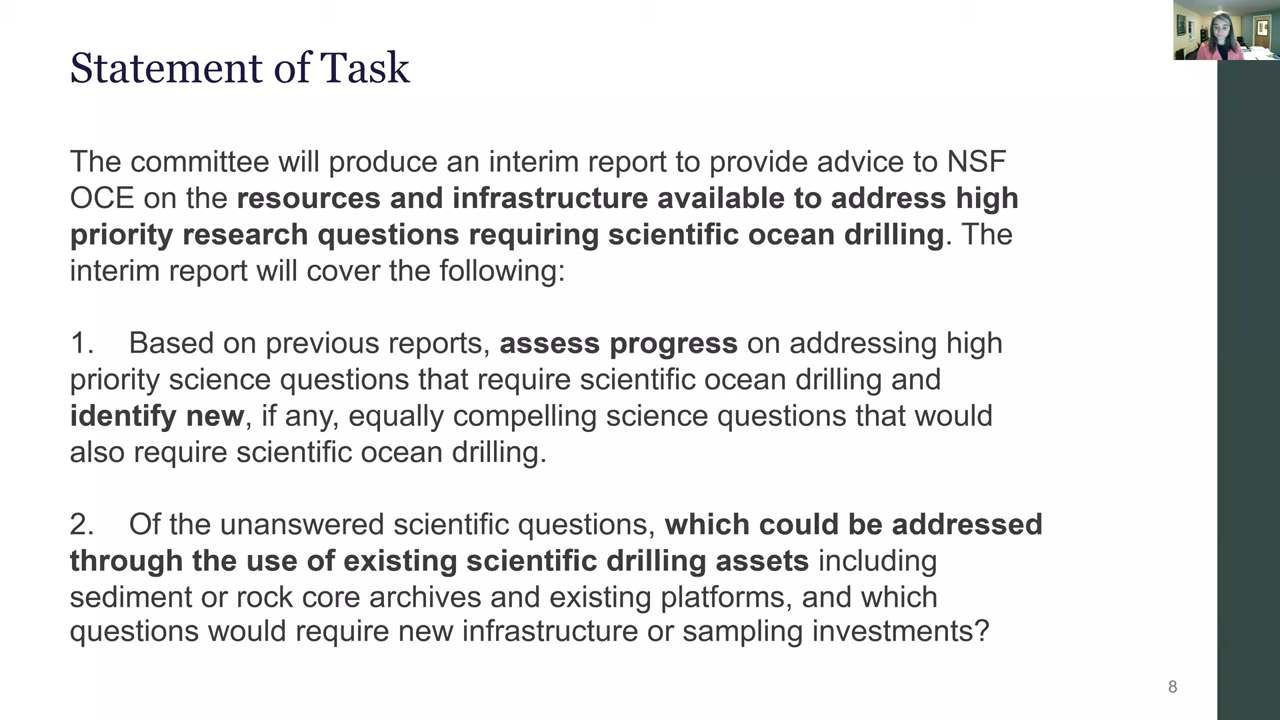 Statement of Task
The committee will produce an interim report to provide advice to NSF
OCE on the resources and infrastructure available to address high
priority research questions requiring scientific ocean drilling. The
interim report will cover the following:
1. Based on previous reports, assess progress on addressing high
priority science questions that require scientific ocean drilling and
identify new, if any, equally compelling science questions that would
also require scientific ocean drilling.
2. Of the unanswered scientific questions, which could be addressed
through the use of existing scientific drilling assets including
sediment or rock core archives and existing platforms, and which
questions would require new infrastructure or sampling investments?
8